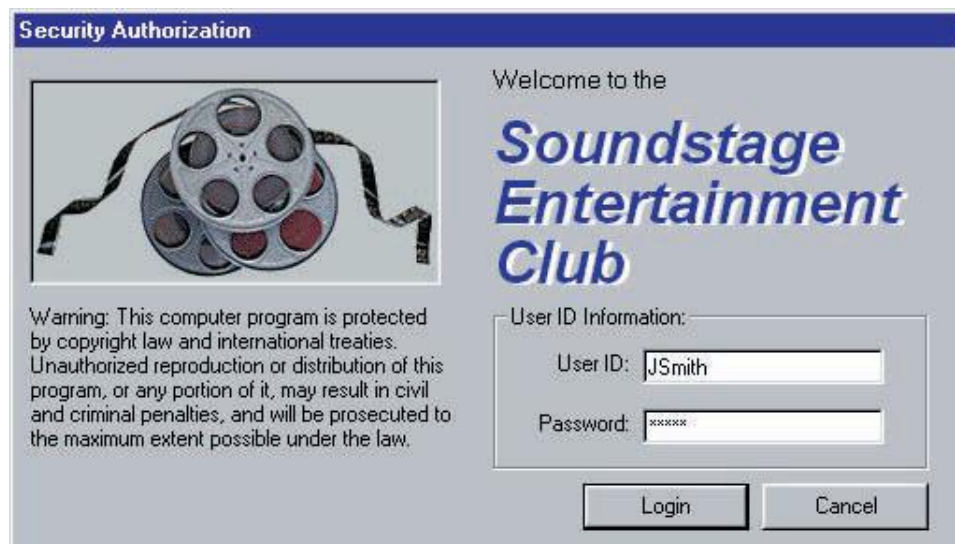 Security Authorization
Welcome to the
Soundstage
Entertainment
Club
Warning: This computer program is protected
by copyright law and international treaties.
Unauthorized reproduction or distribution of this
program, or any portion of it, may result in civil
and criminal penalties, and will be prosecuted to
the maximum extent possible under the law.
User ID Information:
User ID: JSmith
Password: *****
Login
Cancel